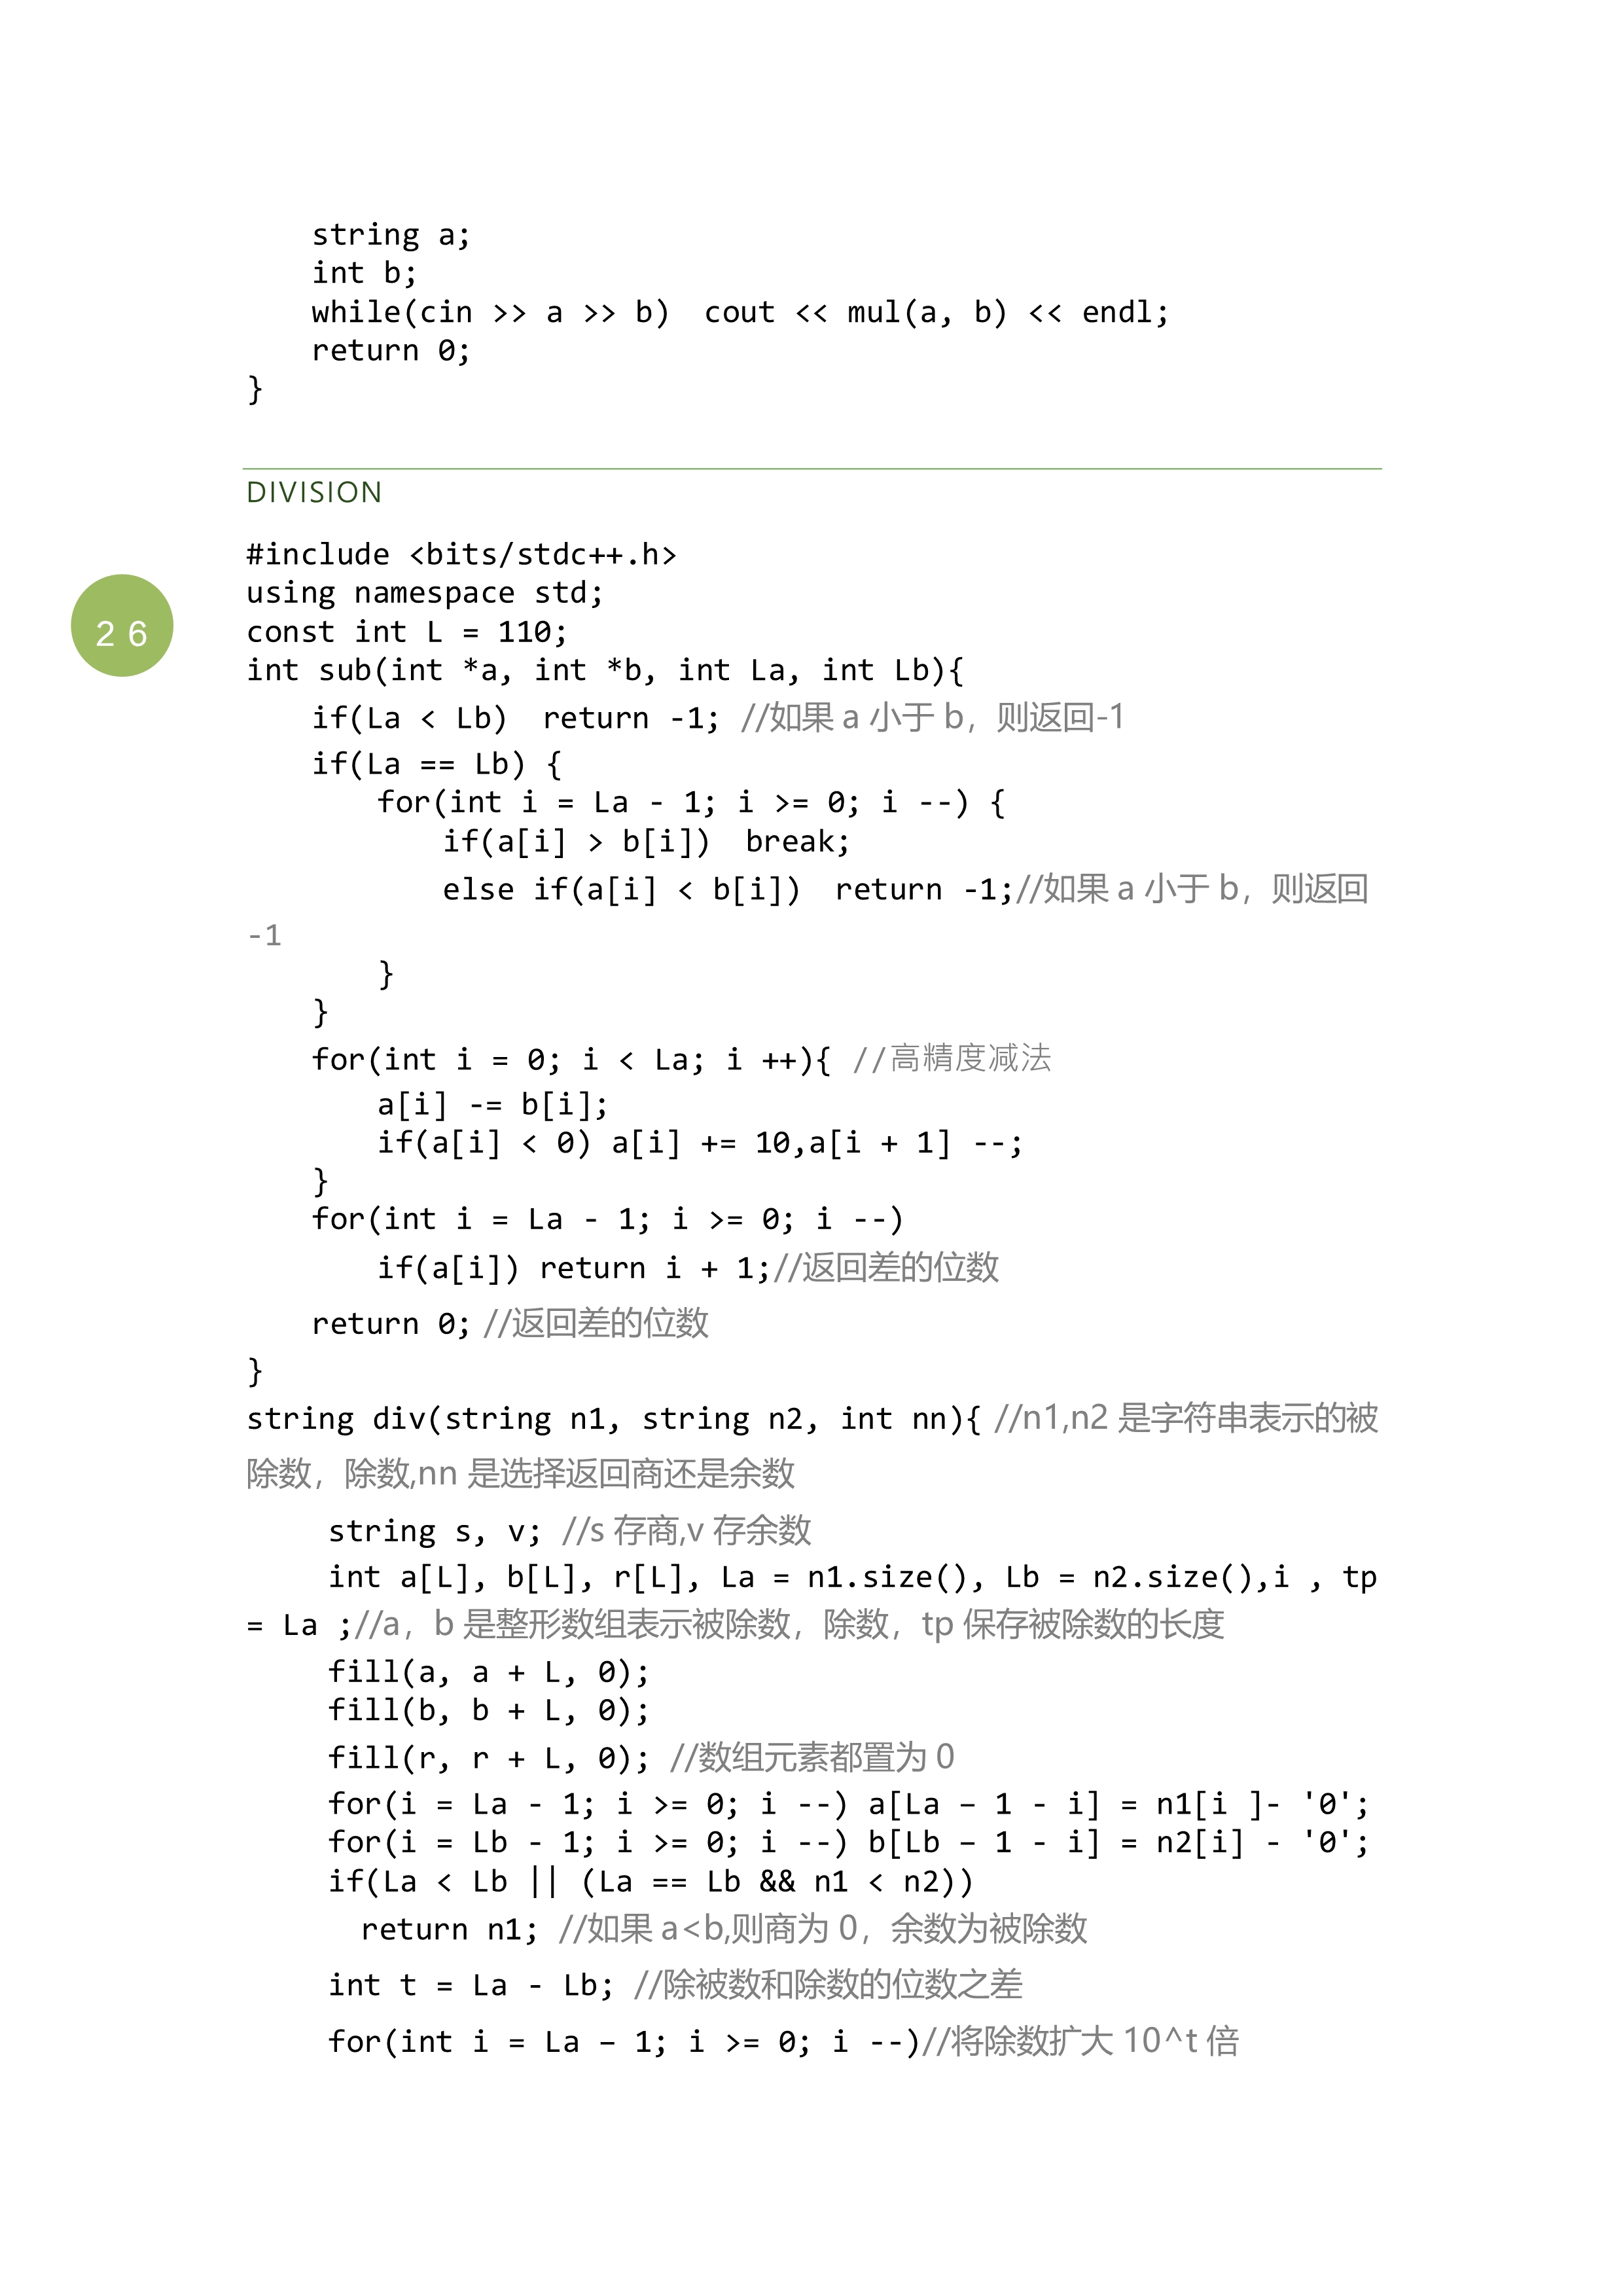 string a;
int b;
while(cin >> a >> b)  cout << mul(a, b) << endl;
return 0;
}
DIVISION
#include <bits/stdc++.h>
using namespace std;
26
const int L = 110;
int sub(int *a, int *b, int La, int Lb){
if(La < Lb)  return -1; //如果 a 小于 b，则返回-1
if(La == Lb) {
for(int i = La - 1; i >= 0; i --) {
if(a[i] > b[i])  break;
else if(a[i] < b[i])  return -1;//如果 a 小于 b，则返回
-1
}
}
for(int i = 0; i < La; i ++){ //高精度减法
a[i] -= b[i];
if(a[i] < 0) a[i] += 10,a[i + 1] --;
}
for(int i = La - 1; i >= 0; i --)
if(a[i]) return i + 1;//返回差的位数
return 0; //返回差的位数
}
string div(string n1, string n2, int nn){ //n1,n2 是字符串表示的被
除数，除数,nn 是选择返回商还是余数
string s, v; //s 存商,v 存余数
int a[L], b[L], r[L], La = n1.size(), Lb = n2.size(),i , tp
= La ;//a，b 是整形数组表示被除数，除数，tp 保存被除数的长度
fill(a, a + L, 0);
fill(b, b + L, 0);
fill(r, r + L, 0); //数组元素都置为 0
for(i = La - 1; i >= 0; i --) a[La – 1 - i] = n1[i ]- '0';
for(i = Lb - 1; i >= 0; i --) b[Lb – 1 - i] = n2[i] - '0';
if(La < Lb || (La == Lb && n1 < n2))
return n1; //如果 a<b,则商为 0，余数为被除数
int t = La - Lb; //除被数和除数的位数之差
for(int i = La – 1; i >= 0; i --)//将除数扩大 10^t 倍